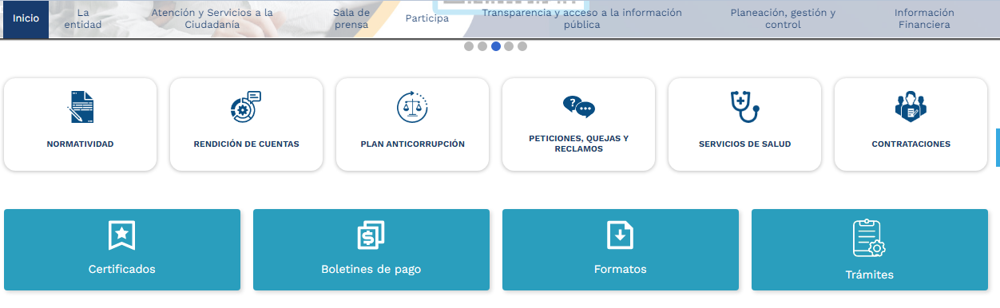 Inicio
La
entidad
Atención y Servicios a la
Ciudadanía
Sala de
prensa
Participa
Transparencia y acceso a la información
pública
Planeación, gestión y
control
Información
Financiera
NORMATIVIDAD
RENDICIÓN DE CUENTAS
PLAN ANTICORRUPCIÓN
PETICIONES, QUEJAS Y
RECLAMOS
SERVICIOS DE SALUD
CONTRATACIONES
Certificados
Boletines de pago
Formatos
Trámites